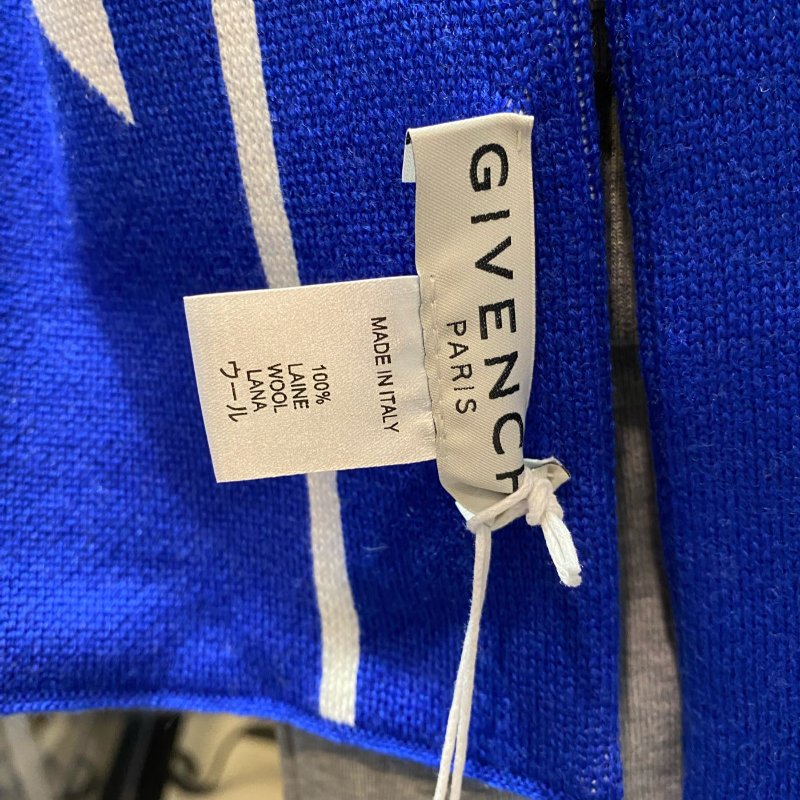 GIVENCH
PARIS
MADE IN ITALY
100%
LAINE
WOOL
LANA
ウール